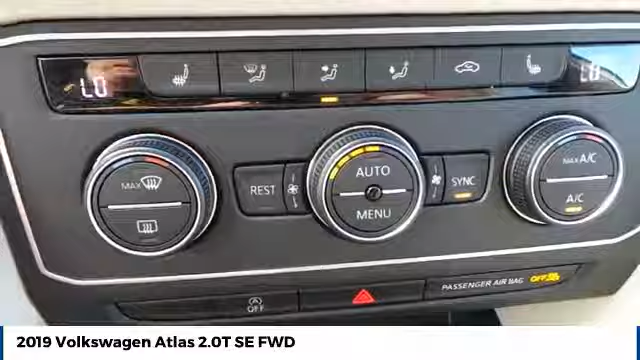 LO
LO
MAX
REST
AUTO
MENU
SYNC
MAX A/C
A/C
OFF
PASSENGER AIR BAG OFF
2019 Volkswagen Atlas 2.0T SE FWD